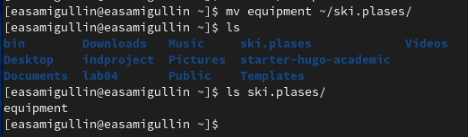 [easamigullin@easamigullin ~]$ mv equipment ~/ski.plases/
[easamigullin@easamigullin ~]$ ls
bin Downloads Music ski.plases Videos
Desktop indproject Pictures starter-hugo-academic
Documents lab04 Public Templates
[easamigullin@easamigullin ~]$ ls ski.plases/
equipment
[easamigullin@easamigullin ~]$